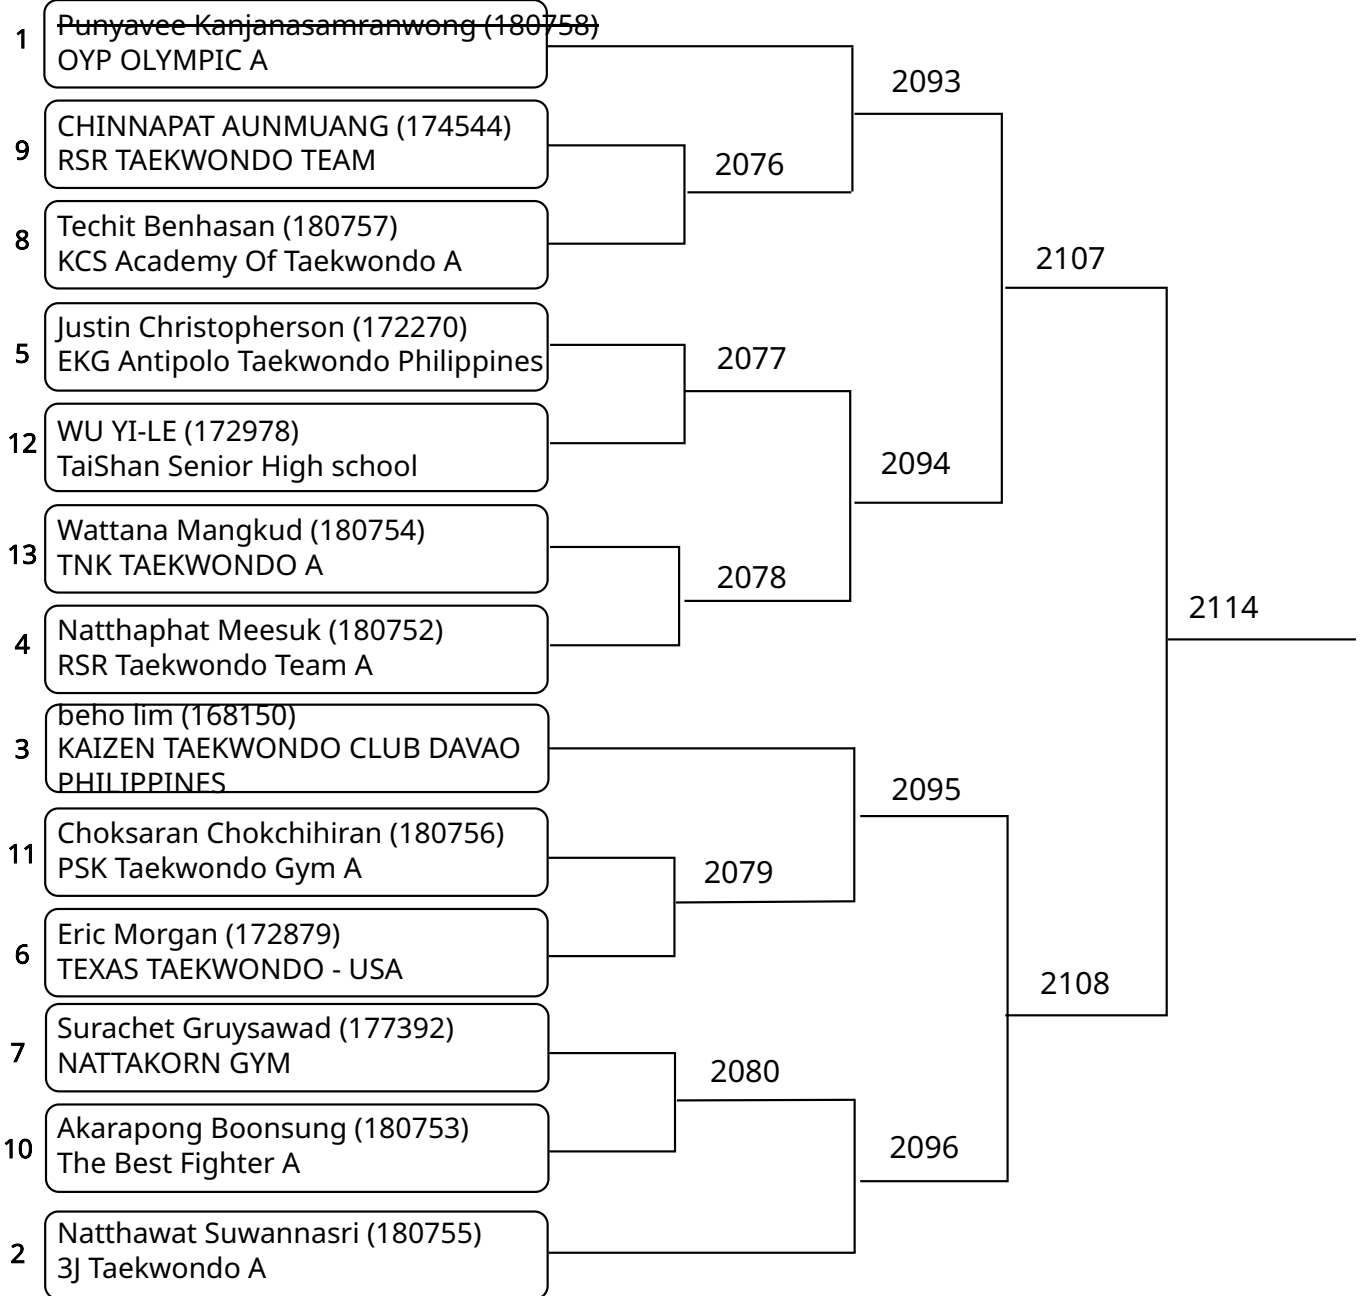 1
Punyavee Kanjanasamranwong (180758)
OYP OLYMPIC A
2093
9
CHINNAPAT AUNMUANG (174544)
RSR TAEKWONDO TEAM
2076
8
Techit Benhasan (180757)
KCS Academy Of Taekwondo A
2107
5
Justin Christopherson (172270)
EKG Antipolo Taekwondo Philippines
2077
12
WU YI-LE (172978)
TaiShan Senior High school
2094
13
Wattana Mangkud (180754)
TNK TAEKWONDO A
2078
4
Natthaphat Meesuk (180752)
RSR Taekwondo Team A
2114
3
beho lim (168150)
KAIZEN TAEKWONDO CLUB DAVAO
PHILIPPINES
2095
11
Choksaran Chokchihiran (180756)
PSK Taekwondo Gym A
2079
6
Eric Morgan (172879)
TEXAS TAEKWONDO - USA
2108
7
Surachet Gruysawad (177392)
NATTAKORN GYM
2080
10
Akarapong Boonsung (180753)
The Best Fighter A
2096
2
Natthawat Suwannasri (180755)
3J Taekwondo A